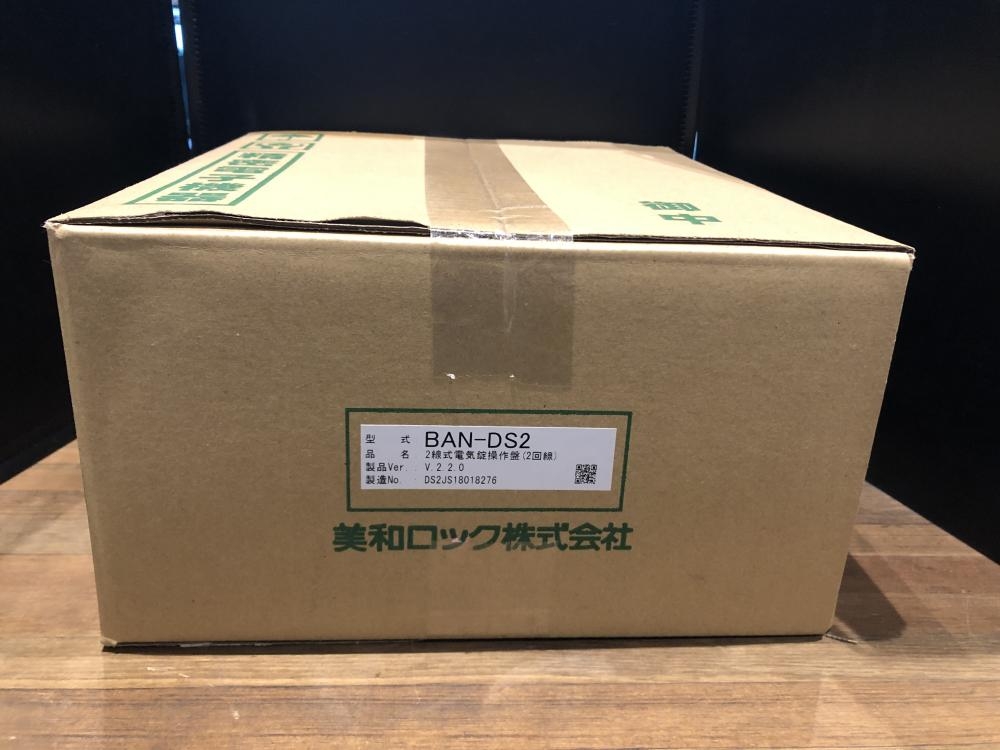 型 式 BAN-DS2
品 名 2線式電気錠操作盤(2回線)
製品Ver. : V.2.2.0
製造No. : DS2JS18018276
美和ロック株式会社